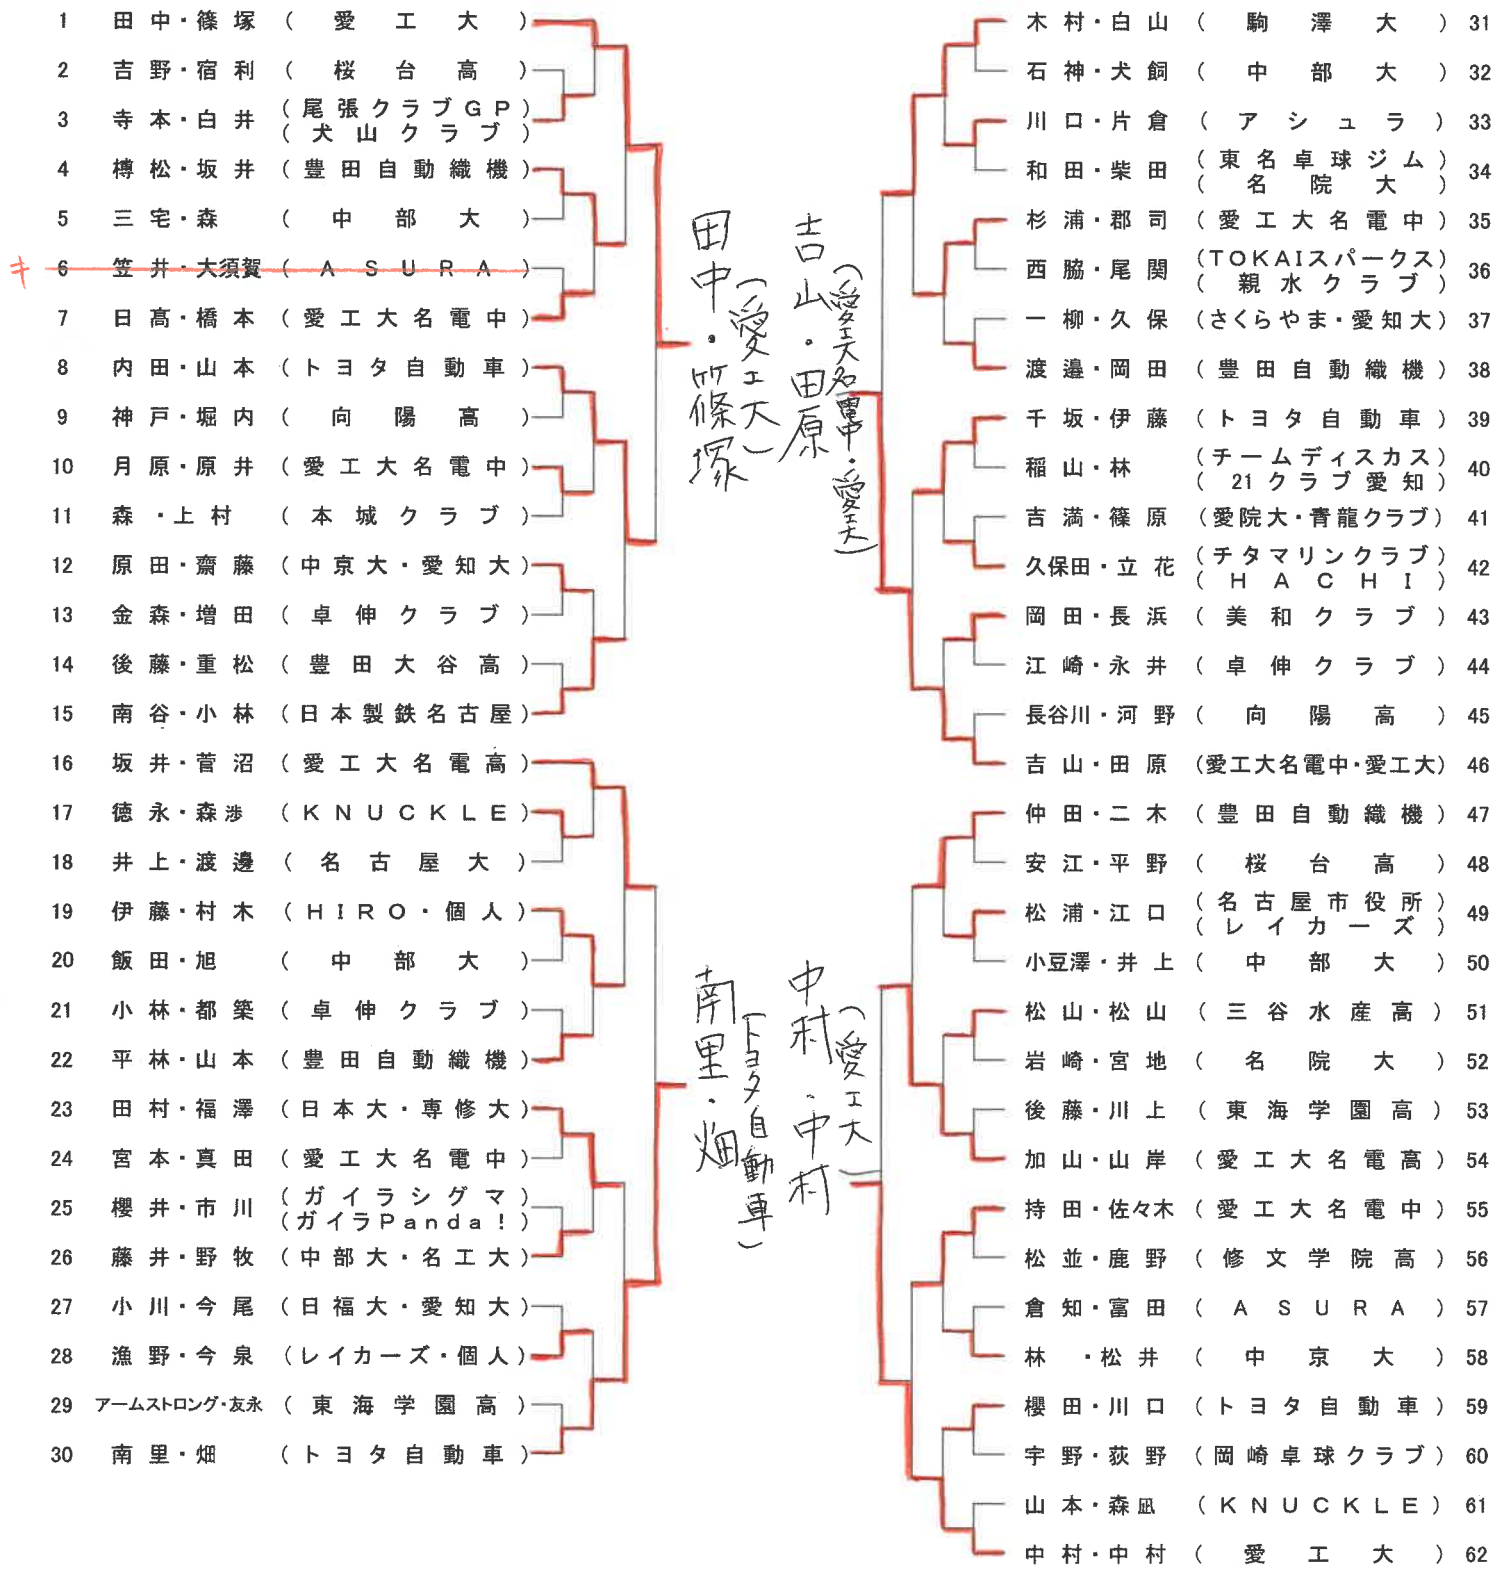 1 田中・篠塚 (愛工大)
2 吉野・宿利 (桜台高)
3 寺本・白井 (尾張クラブGP)
(犬山クラブ)
4 榑松・坂井 (豊田自動織機)
5 三宅・森 (中部大)
キ 6 笠井・大須賀 (ASURA)
7 日髙・橋本 (愛工大名電中)
8 内田・山本 (トヨタ自動車)
9 神戸・堀内 (向陽高)
10 月原・原井 (愛工大名電中)
11 森・上村 (本城クラブ)
12 原田・齋藤 (中京大・愛知大)
13 金森・増田 (卓伸クラブ)
14 後藤・重松 (豊田大谷高)
15 南谷・小林 (日本製鉄名古屋)
16 坂井・菅沼 (愛工大名電高)
17 徳永・森渉 (KNUCKLE)
18 井上・渡邊 (名古屋大)
19 伊藤・村木 (HIRO・個人)
20 飯田・旭 (中部大)
21 小林・都築 (卓伸クラブ)
22 平林・山本 (豊田自動織機)
23 田村・福澤 (日本大・専修大)
24 宮本・真田 (愛工大名電中)
25 櫻井・市川 (ガイラシグマ)
(ガイラPanda!)
26 藤井・野牧 (中部大・名工大)
27 小川・今尾 (日福大・愛知大)
28 漁野・今泉 (レイカーズ・個人)
29 アームストロング・友永 (東海学園高)
30 南里・畑 (トヨタ自動車)
田中・篠塚
(愛工大)
吉山・田原
(愛工大名電中・愛工大)
南里・畑
(トヨタ自動車)
中村・中村
(愛工大)
木村・白山 (駒澤大) 31
石神・犬飼 (中部大) 32
川口・片倉 (アシュラ) 33
和田・柴田 (東名卓球ジム) 34
(名院大)
杉浦・郡司 (愛工大名電中) 35
西脇・尾関 (TOKAIスパークス) 36
(親水クラブ)
一柳・久保 (さくらやま・愛知大) 37
渡邉・岡田 (豊田自動織機) 38
千坂・伊藤 (トヨタ自動車) 39
稲山・林 (チームディスカス) 40
(21クラブ愛知)
吉満・篠原 (愛院大・青龍クラブ) 41
久保田・立花 (チタマリンクラブ) 42
(HACHI)
岡田・長浜 (美和クラブ) 43
江崎・永井 (卓伸クラブ) 44
長谷川・河野 (向陽高) 45
吉山・田原 (愛工大名電中・愛工大) 46
仲田・二木 (豊田自動織機) 47
安江・平野 (桜台高) 48
松浦・江口 (名古屋市役所) 49
(レイカーズ)
小豆澤・井上 (中部大) 50
松山・松山 (三谷水産高) 51
岩崎・宮地 (名院大) 52
後藤・川上 (東海学園高) 53
加山・山岸 (愛工大名電高) 54
持田・佐々木 (愛工大名電中) 55
松並・鹿野 (修文学院高) 56
倉知・富田 (ASURA) 57
林・松井 (中京大) 58
櫻田・川口 (トヨタ自動車) 59
宇野・荻野 (岡崎卓球クラブ) 60
山本・森凪 (KNUCKLE) 61
中村・中村 (愛工大) 62